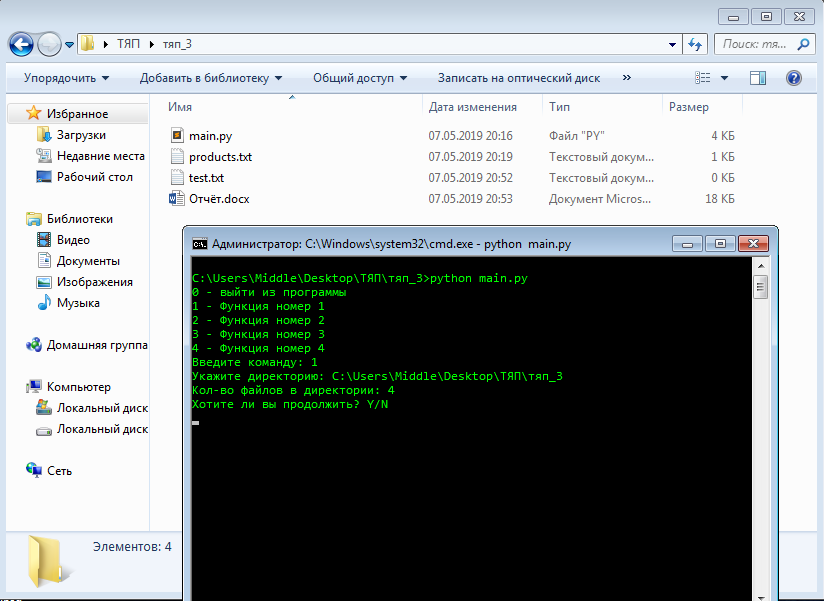 ТЯП тяп_3 Поиск: тя...
Упорядочить Добавить в библиотеку Общий доступ Записать на оптический диск »
Избранное
Загрузки
Недавние места
Рабочий стол
Библиотеки
Видео
Документы
Изображения
Музыка
Домашняя группа
Компьютер
Локальный диск
Локальный диск
Сеть
Имя Дата изменения Тип Размер
main.py 07.05.2019 20:16 Файл "PY" 4 КБ
products.txt 07.05.2019 20:19 Текстовый докум... 1 КБ
test.txt 07.05.2019 20:52 Текстовый докум... 0 КБ
Отчёт.docx 07.05.2019 20:53 Документ Micros... 18 КБ
Администратор: C:\Windows\system32\cmd.exe - python main.py
C:\Users\Middle\Desktop\ТЯП\тяп_3>python main.py
0 - выйти из программы
1 - Функция номер 1
2 - Функция номер 2
3 - Функция номер 3
4 - Функция номер 4
Введите команду: 1
Укажите директорию: C:\Users\Middle\Desktop\ТЯП\тяп_3
Кол-во файлов в директории: 4
Хотите ли вы продолжить? Y/N
Элементов: 4